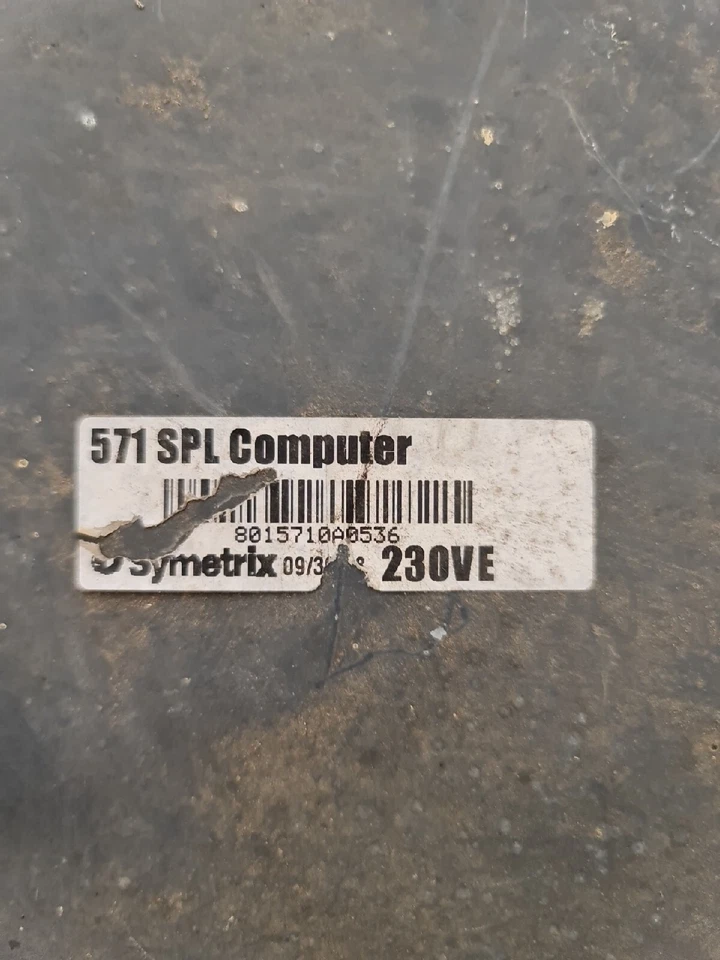 571 SPL Computer
8015710A0536
Symetrix 230VE